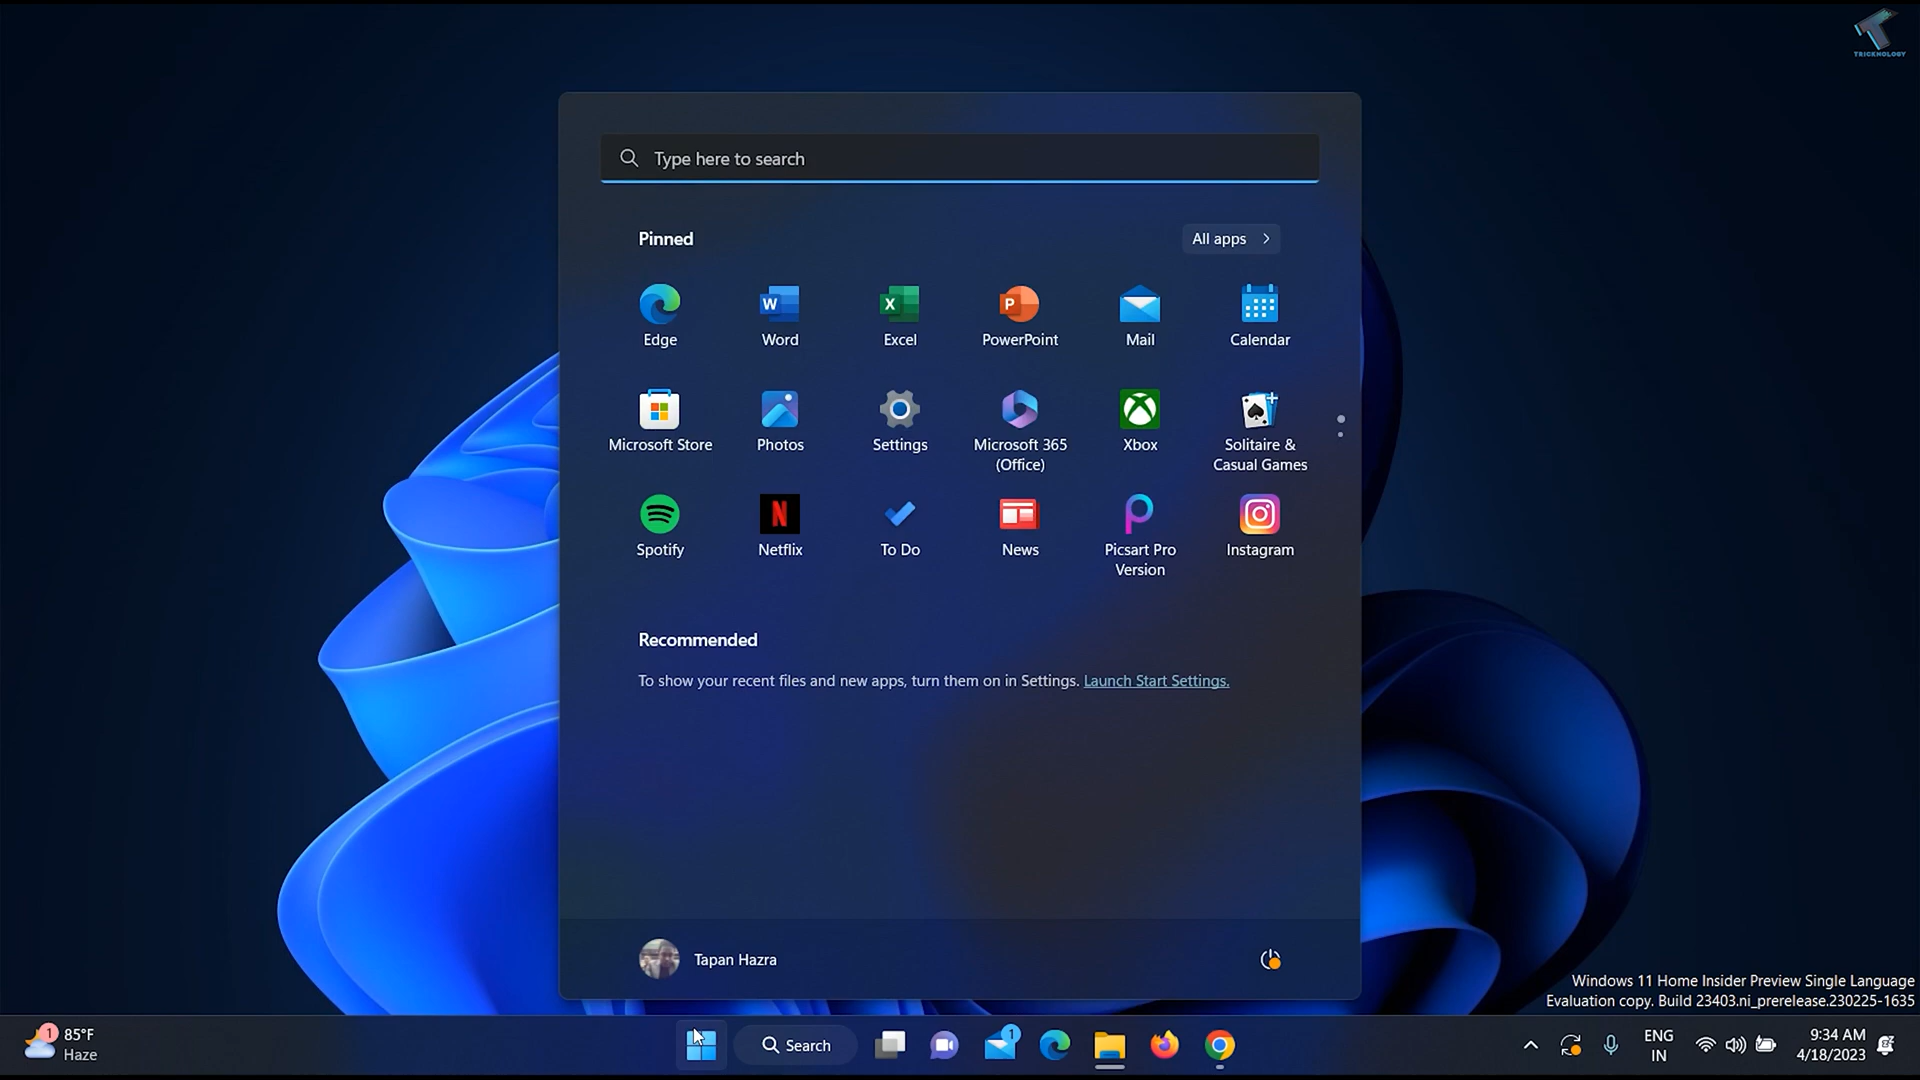 TRICKNOLOGY
Type here to search
Pinned
All apps
Edge
Word
Excel
PowerPoint
Mail
Calendar
Microsoft Store
Photos
Settings
Microsoft 365
(Office)
Xbox
Solitaire &
Casual Games
Spotify
Netflix
To Do
News
Picsart Pro
Version
Instagram
Recommended
To show your recent files and new apps, turn them on in Settings. Launch Start Settings.
Tapan Hazra
Windows 11 Home Insider Preview Single Language
Evaluation copy. Build 23403.ni_prerelease.230225-1635
1
85°F
Haze
Search
1
ENG
IN
9:34 AM
4/18/2023